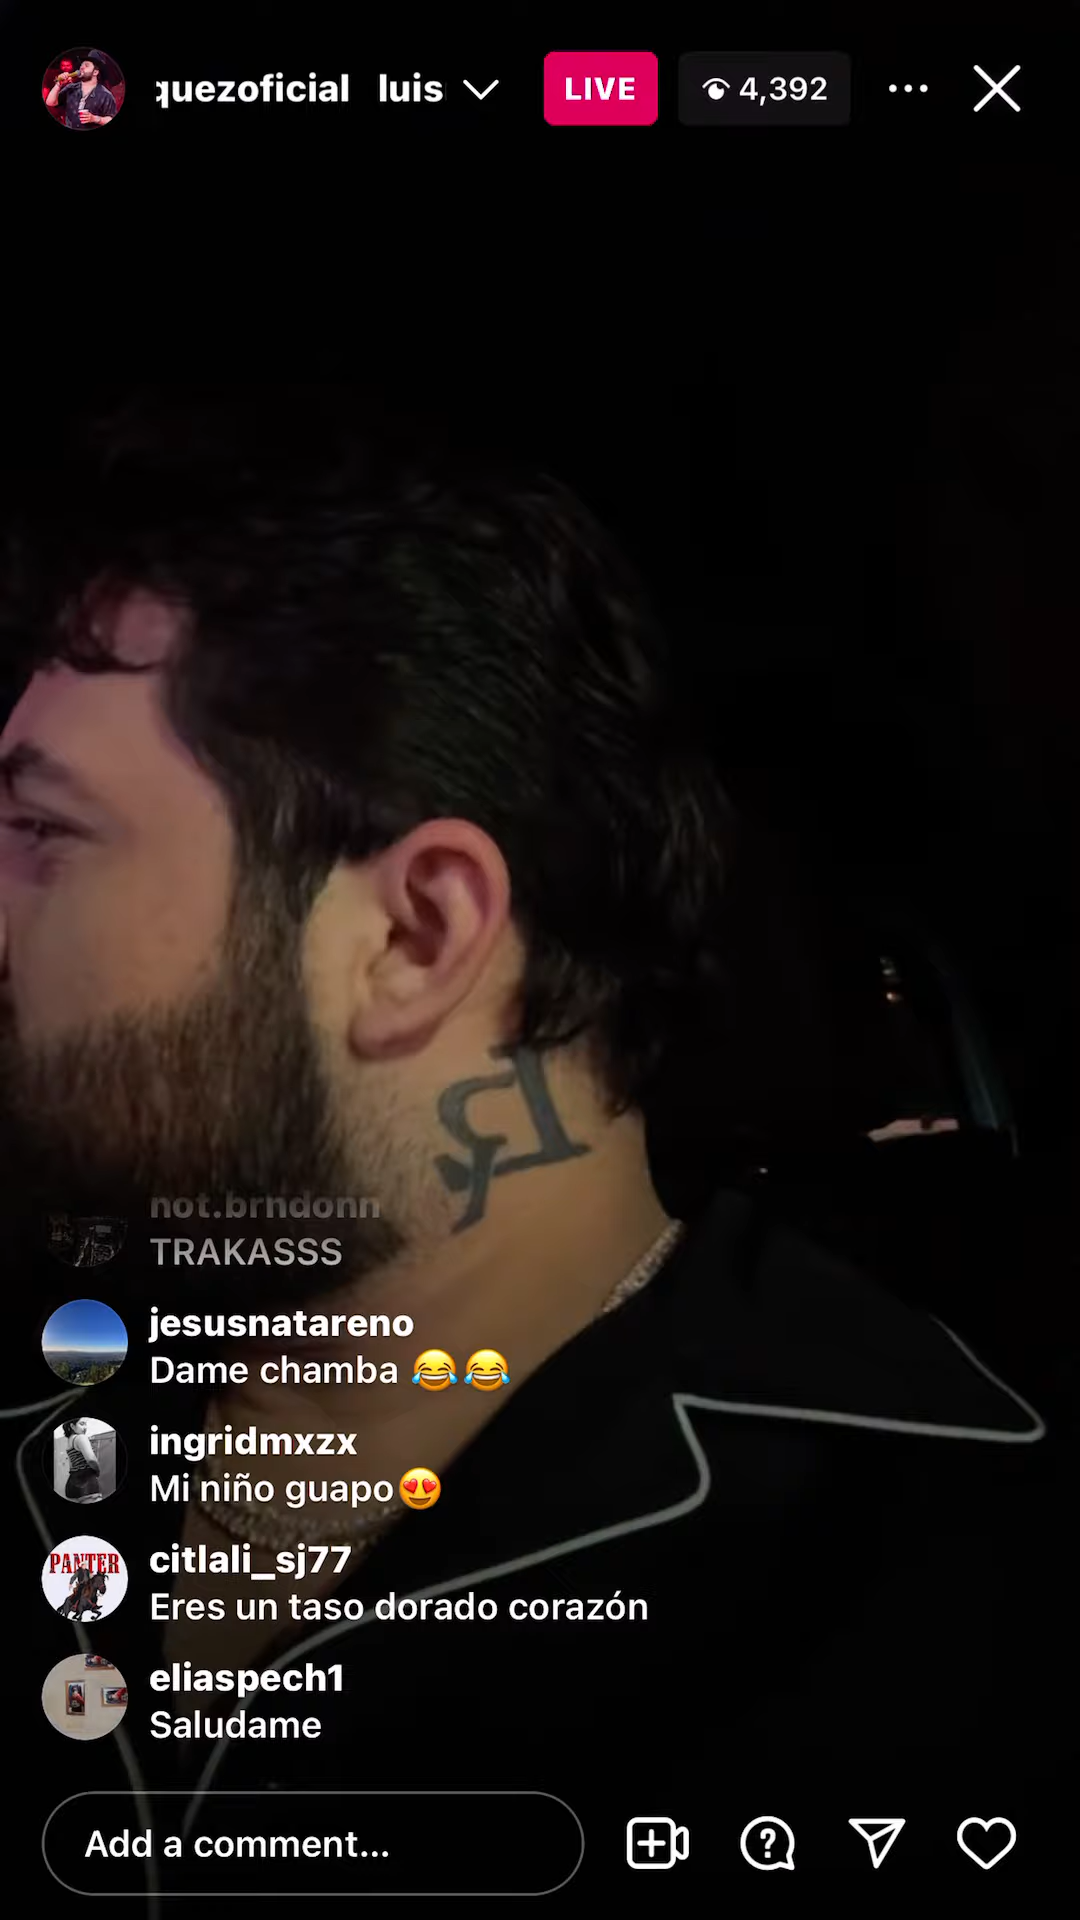 quezoficial luis
LIVE
4,392
not.brndonn
TRAKASSS
jesusnatareno
Dame chamba 😂😂
ingridmxzx
Mi niño guapo😍
PANTER
citlali_sj77
Eres un taso dorado corazón
eliaspech1
Saludame
Add a comment...